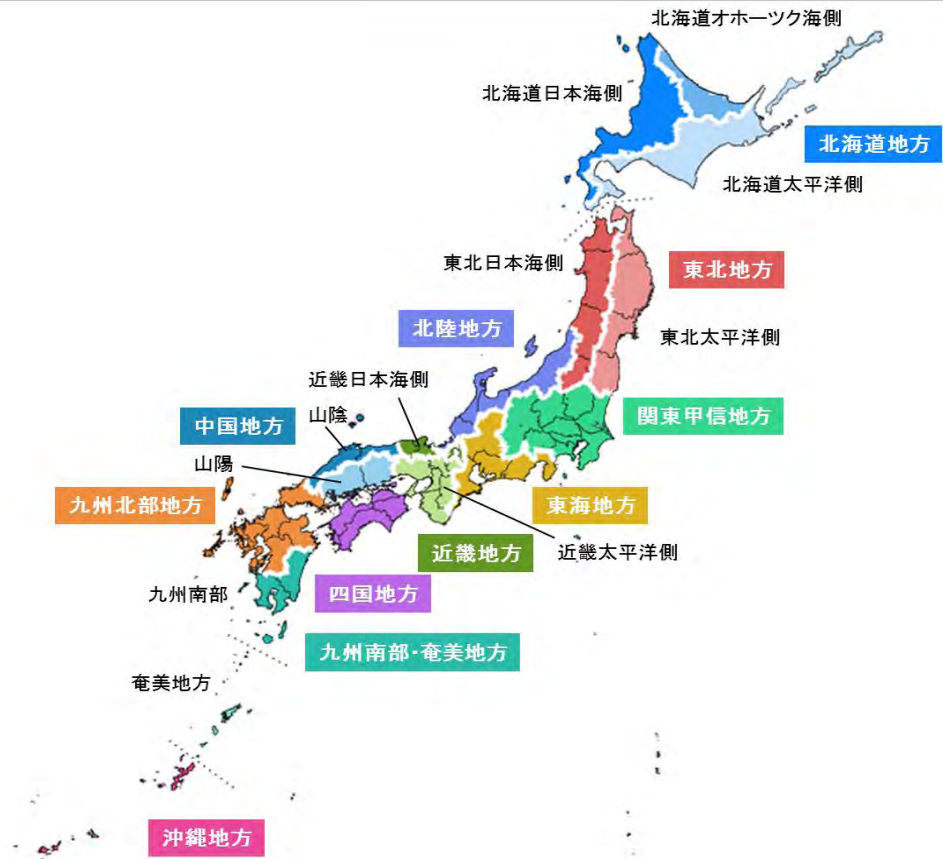 北海道オホーツク海側
北海道日本海側
北海道地方
北海道太平洋側
東北日本海側
東北地方
北陸地方
東北太平洋側
近畿日本海側
山陰
中国地方
関東甲信地方
山陽
九州北部地方
東海地方
近畿地方
近畿太平洋側
九州南部
四国地方
九州南部・奄美地方
奄美地方
沖縄地方